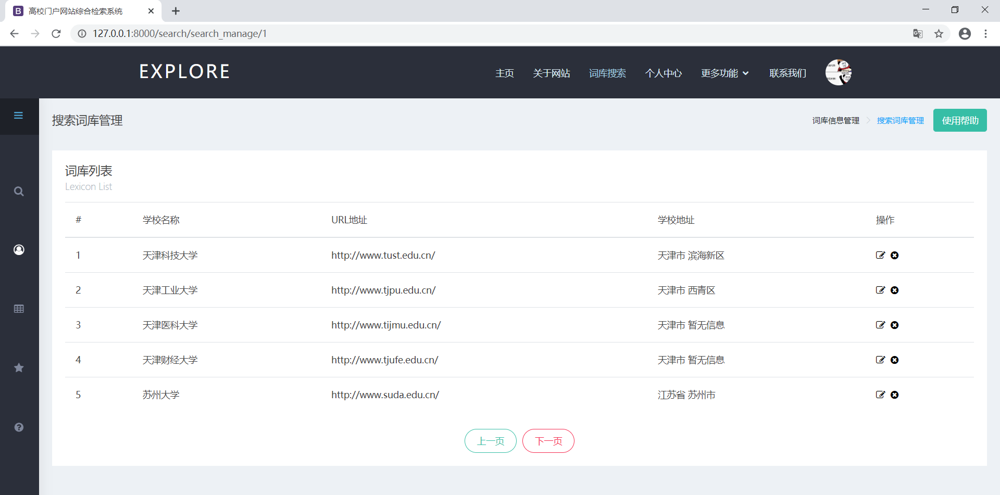 高校门户网站综合检索系统
127.0.0.1:8000/search/search_manage/1
EXPLORE
主页 关于网站 词库搜索 个人中心 更多功能 联系我们
搜索词库管理
词库信息管理 搜索词库管理 使用帮助
词库列表
Lexicon List
# 学校名称 URL地址 学校地址 操作
1 天津科技大学 http://www.tust.edu.cn/ 天津市 滨海新区
2 天津工业大学 http://www.tjpu.edu.cn/ 天津市 西青区
3 天津医科大学 http://www.tijmu.edu.cn/ 天津市 暂无信息
4 天津财经大学 http://www.tjufe.edu.cn/ 天津市 暂无信息
5 苏州大学 http://www.suda.edu.cn/ 江苏省 苏州市
上一页 下一页